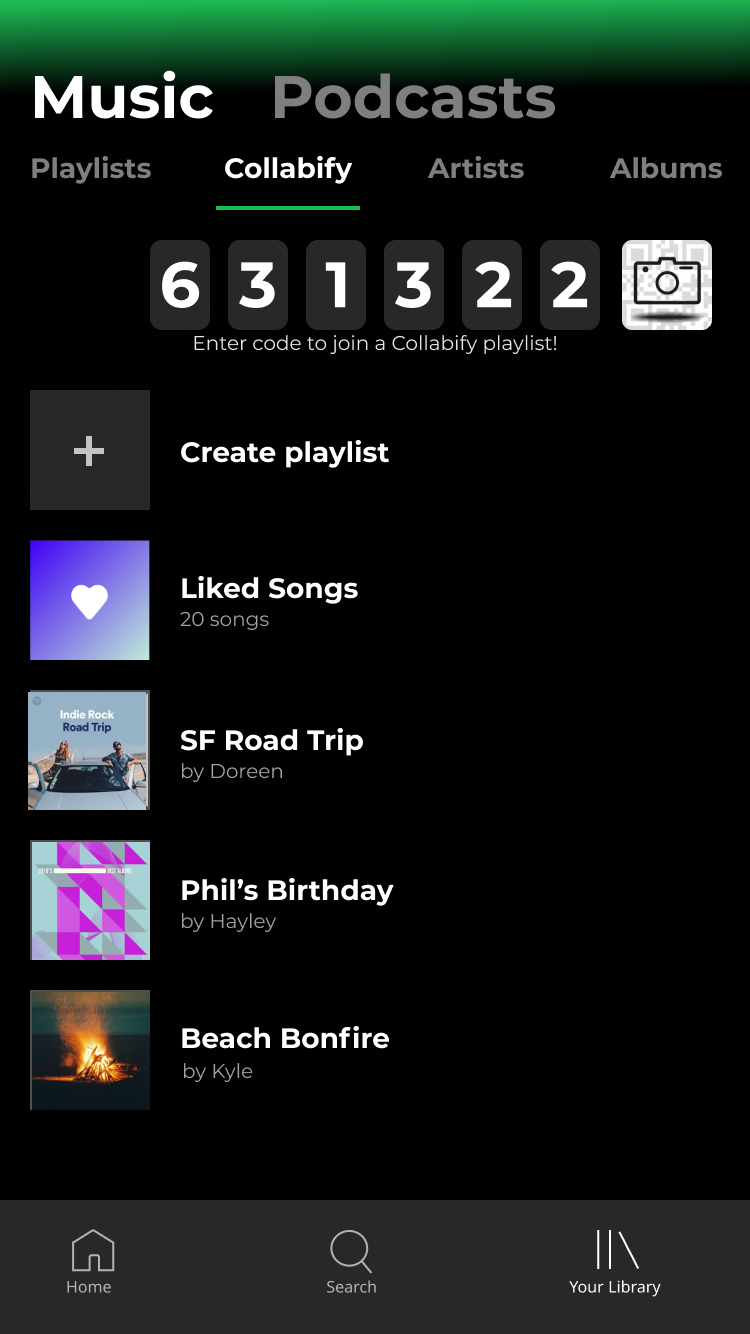 Music Podcasts
Playlists Collabify Artists Albums
6 3 1 3 2 2
Enter code to join a Collabify playlist!
Create playlist
Liked Songs
20 songs
Indie Rock
Road Trip
SF Road Trip
by Doreen
Phil’s Birthday
by Hayley
Beach Bonfire
by Kyle
Home Search Your Library